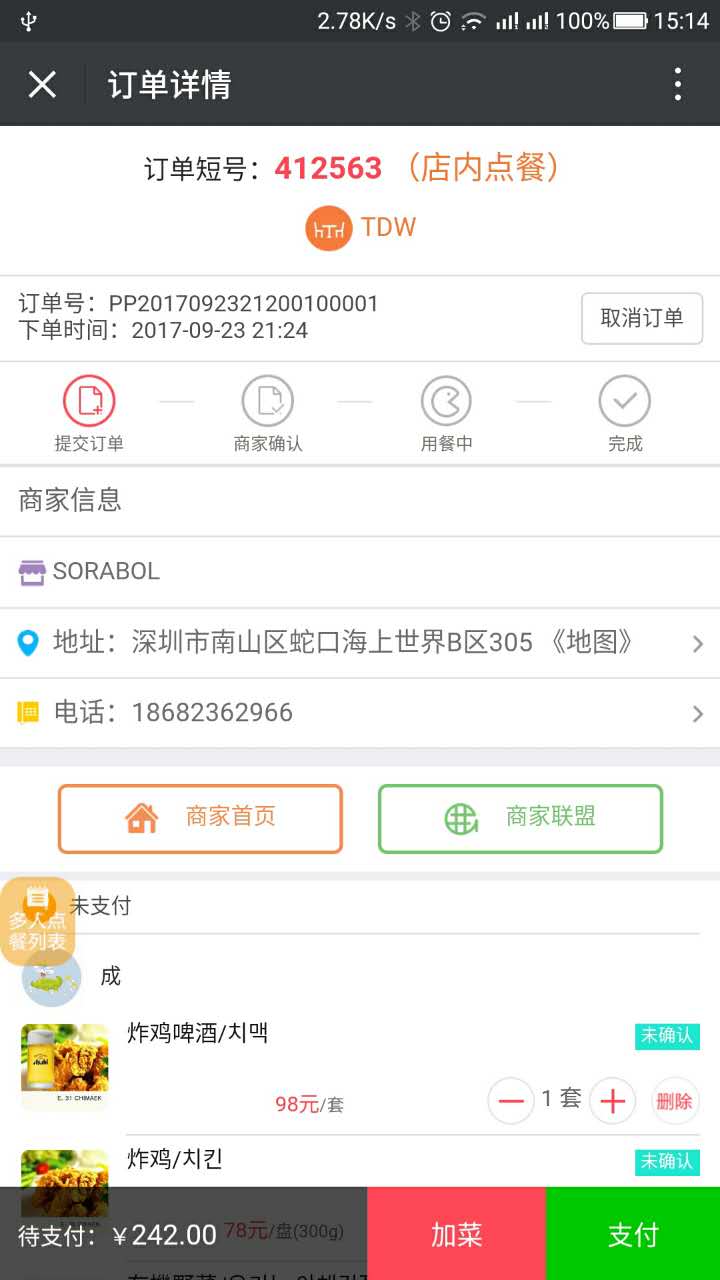 2.78K/s 100% 15:14
订单详情
订单短号：412563 （店内点餐）
TDW
订单号：PP2017092321200100001
下单时间：2017-09-23 21:24
取消订单
提交订单 商家确认 用餐中 完成
商家信息
SORABOL
地址：深圳市南山区蛇口海上世界B区305 《地图》
电话：18682362966
商家首页 商家联盟
未支付
多人点
餐列表
成
炸鸡啤酒/치맥 未确认
98元/套 1 套 删除
炸鸡/치킨 未确认
78元/盘(300g)
待支付：￥242.00 加菜 支付